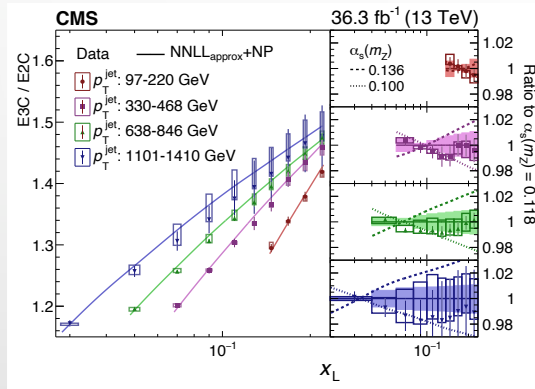 CMS
36.3 fb⁻¹ (13 TeV)
Data
NNLL approx +NP
p_T^jet: 97-220 GeV
p_T^jet: 330-468 GeV
p_T^jet: 638-846 GeV
p_T^jet: 1101-1410 GeV
E3C / E2C
1.6
1.5
1.4
1.3
1.2
10⁻¹
α_s(m_Z)
0.136
0.100
1.02
1
0.98
1.02
1
0.98
1.02
1
0.98
1.02
1
0.98
10⁻¹
Ratio to α_s(m_Z) = 0.118
x_L